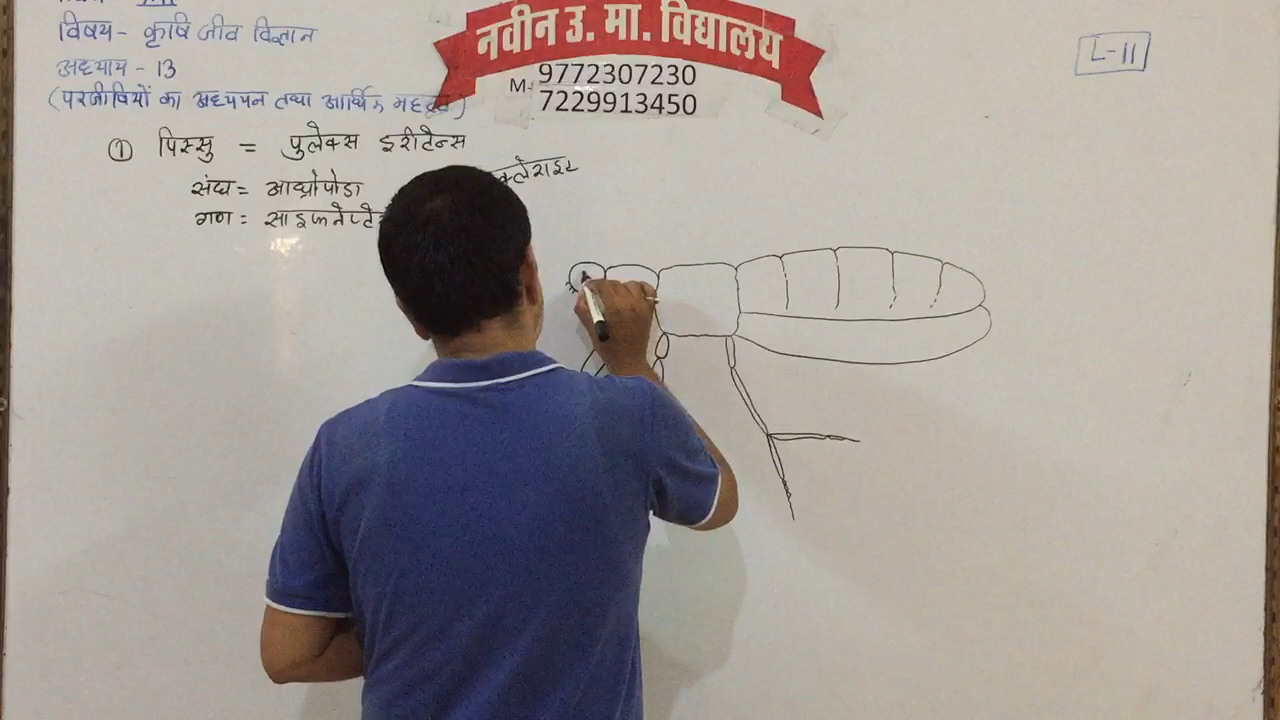 विषय - कृषि जीव विज्ञान
अध्याय - 13
(परजीवियों का अध्ययन तथा आर्थिक महत्व)
नवीन उ. मा. विद्यालय
M- 9772307230
7229913450
L-11
① पिस्सु = पुलेक्स इरीटेन्स
संघ = आर्थ्रोपोडा
गण = साइफनेप्टे
क्लेराइट